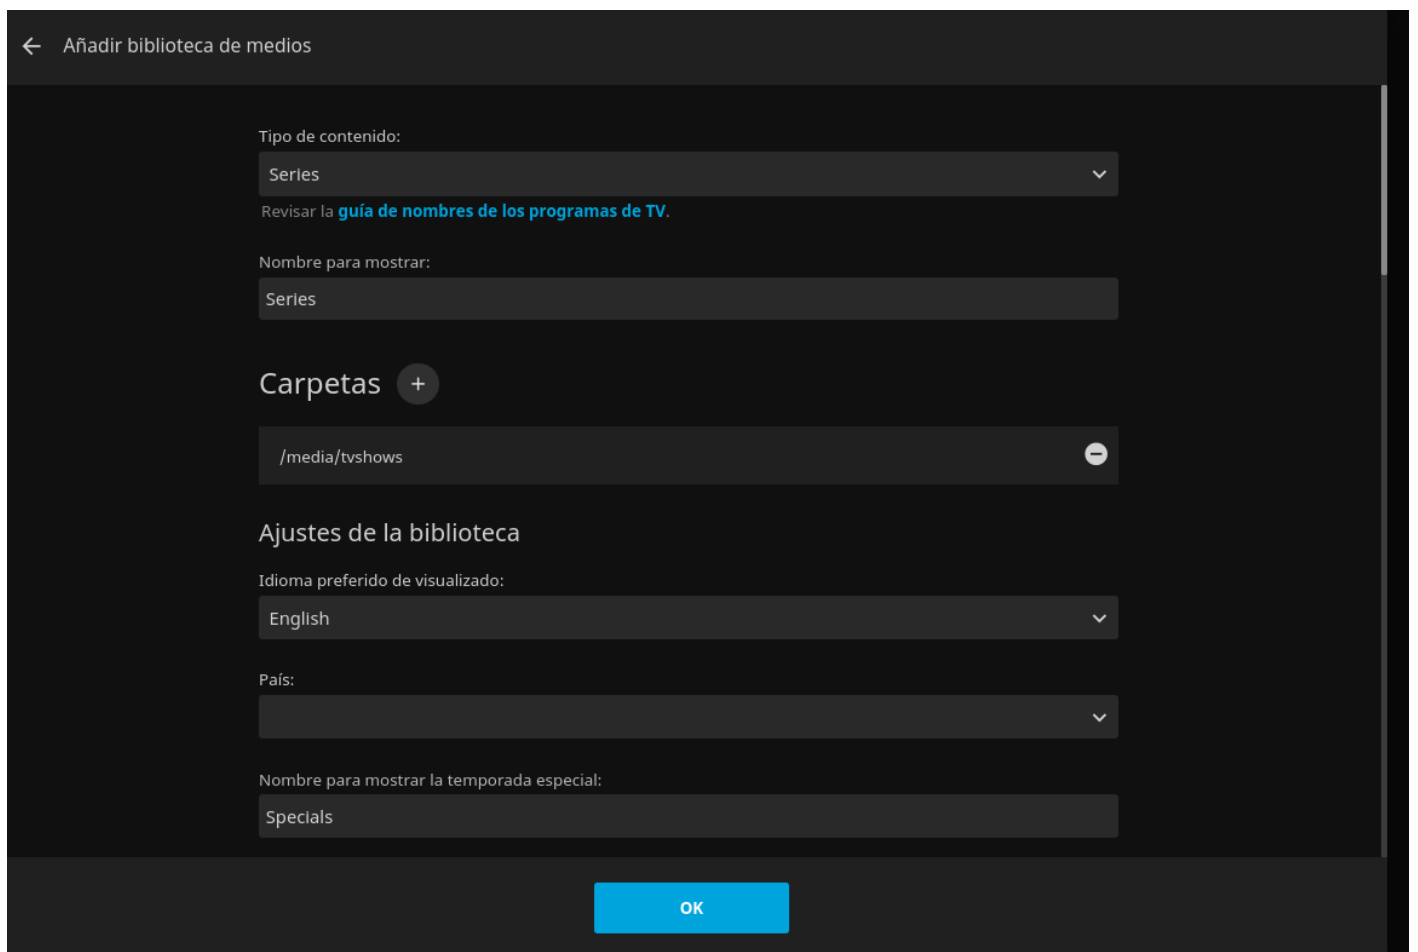 Añadir biblioteca de medios
Tipo de contenido:
Series
Revisar la guía de nombres de los programas de TV.
Nombre para mostrar:
Series
Carpetas +
/media/tvshows
Ajustes de la biblioteca
Idioma preferido de visualizado:
English
País:
Nombre para mostrar la temporada especial:
Specials
OK